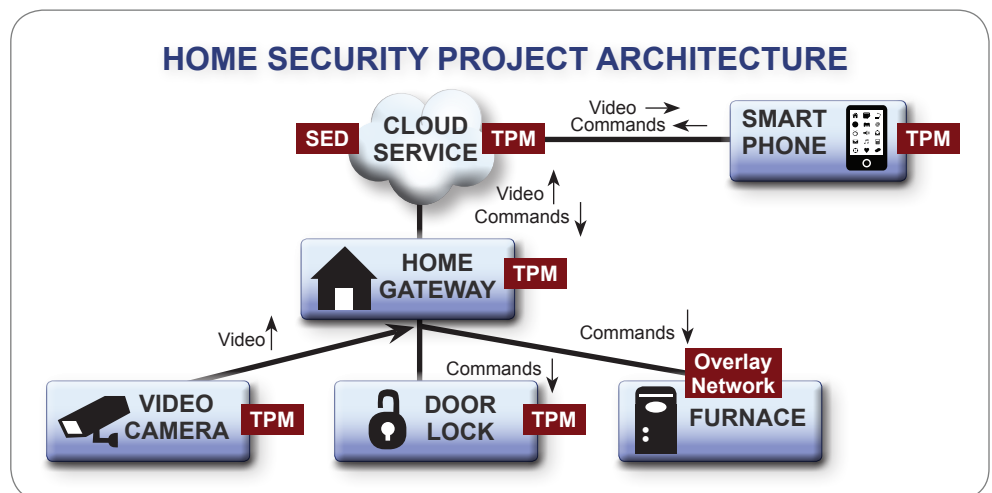 HOME SECURITY PROJECT ARCHITECTURE
SED
CLOUD
SERVICE
TPM
Video
Commands
SMART
PHONE
TPM
Video
Commands
HOME
GATEWAY
TPM
Video
Commands
Commands
Overlay
Network
VIDEO
CAMERA
TPM
DOOR
LOCK
TPM
FURNACE